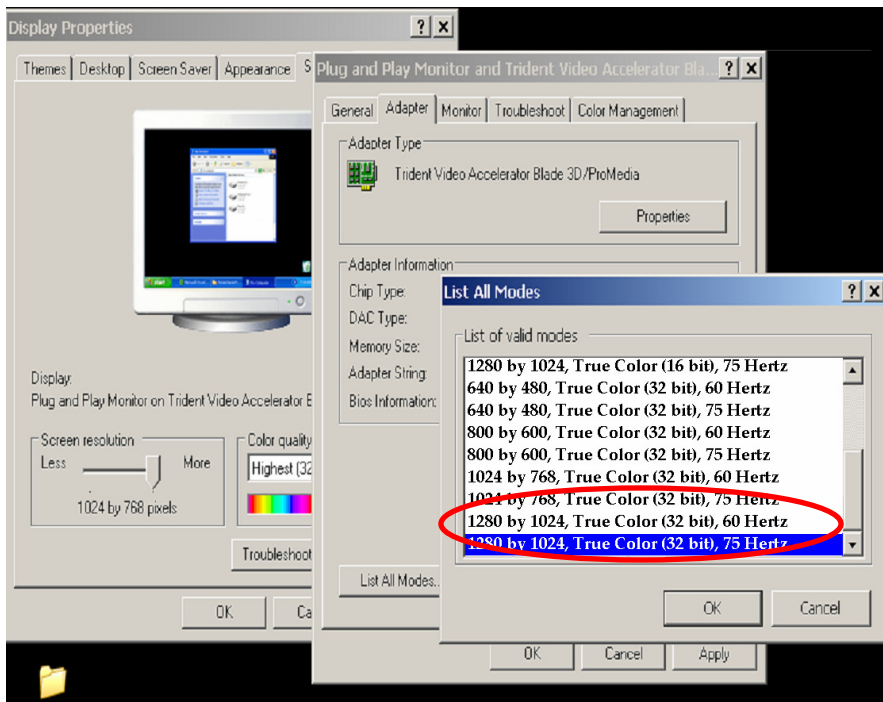 Display Properties
Themes Desktop Screen Saver Appearance S
Display:
Plug and Play Monitor on Trident Video Accelerator
Screen resolution
Less More
1024 by 768 pixels
Color quality
Highest (32
Troubleshoot
OK
Plug and Play Monitor and Trident Video Accelerator Bla...
General Adapter Monitor Troubleshoot Color Management
Adapter Type
Trident Video Accelerator Blade 3D/ProMedia
Properties
Adapter Information
Chip Type:
DAC Type:
Memory Size:
Adapter String:
Bios Information:
List All Modes..
OK Cancel Apply
List All Modes
List of valid modes
1280 by 1024, True Color (16 bit), 75 Hertz
640 by 480, True Color (32 bit), 60 Hertz
640 by 480, True Color (32 bit), 75 Hertz
800 by 600, True Color (32 bit), 60 Hertz
800 by 600, True Color (32 bit), 75 Hertz
1024 by 768, True Color (32 bit), 60 Hertz
1024 by 768, True Color (32 bit), 75 Hertz
1280 by 1024, True Color (32 bit), 60 Hertz
1280 by 1024, True Color (32 bit), 75 Hertz
OK Cancel